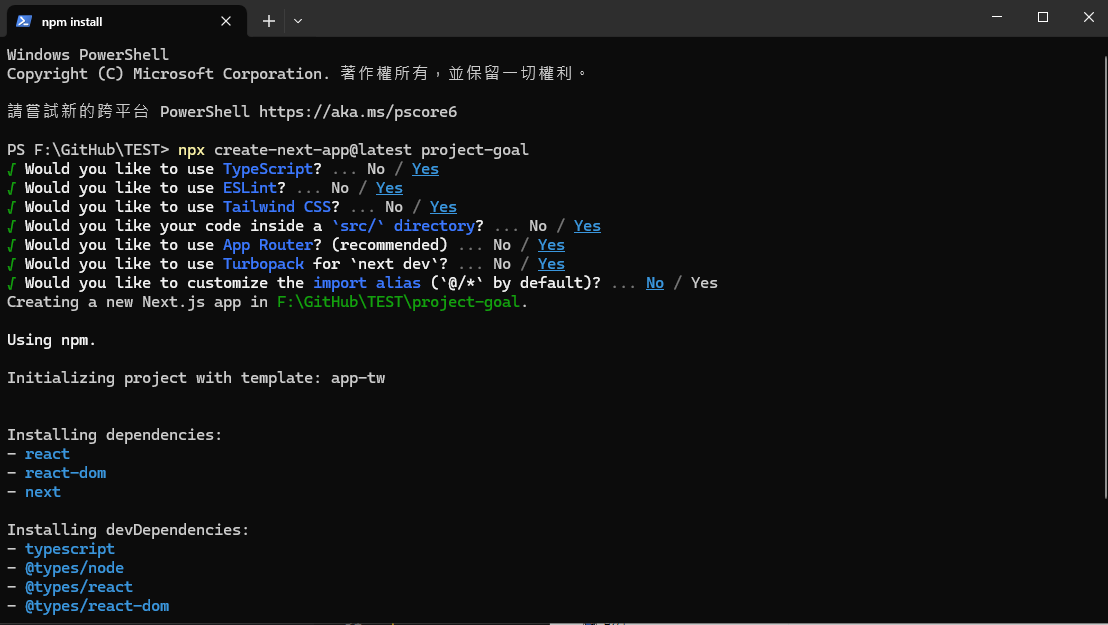 npm install
Windows PowerShell
Copyright (C) Microsoft Corporation. 著作權所有，並保留一切權利。
請嘗試新的跨平台 PowerShell https://aka.ms/pscore6
PS F:\GitHub\TEST> npx create-next-app@latest project-goal
√ Would you like to use TypeScript? ... No / Yes
√ Would you like to use ESLint? ... No / Yes
√ Would you like to use Tailwind CSS? ... No / Yes
√ Would you like your code inside a `src/` directory? ... No / Yes
√ Would you like to use App Router? (recommended) ... No / Yes
√ Would you like to use Turbopack for `next dev`? ... No / Yes
√ Would you like to customize the import alias (`@/*` by default)? ... No / Yes
Creating a new Next.js app in F:\GitHub\TEST\project-goal.
Using npm.
Initializing project with template: app-tw
Installing dependencies:
- react
- react-dom
- next
Installing devDependencies:
- typescript
- @types/node
- @types/react
- @types/react-dom